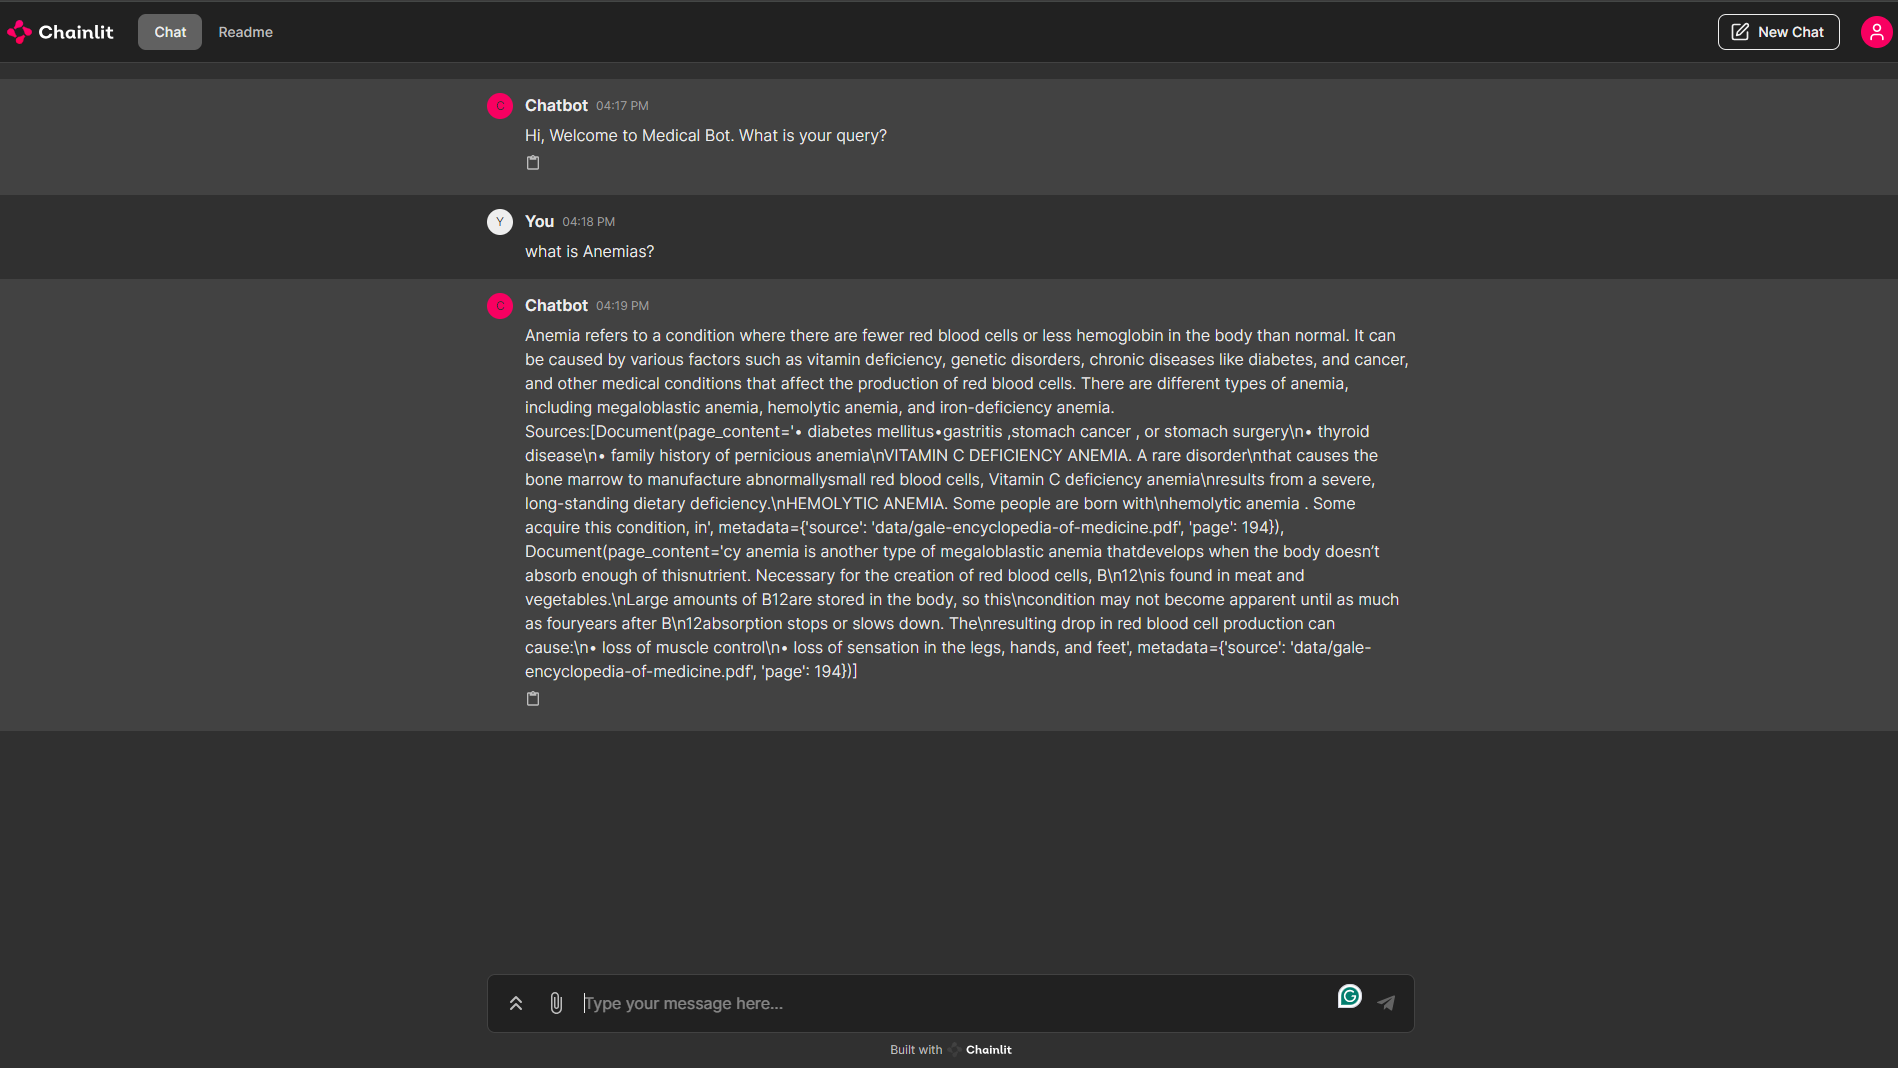 Chainlit
Chat
Readme
New Chat
C
Chatbot 04:17 PM
Hi, Welcome to Medical Bot. What is your query?
Y
You 04:18 PM
what is Anemias?
C
Chatbot 04:19 PM
Anemia refers to a condition where there are fewer red blood cells or less hemoglobin in the body than normal. It can
be caused by various factors such as vitamin deficiency, genetic disorders, chronic diseases like diabetes, and cancer,
and other medical conditions that affect the production of red blood cells. There are different types of anemia,
including megaloblastic anemia, hemolytic anemia, and iron-deficiency anemia.
Sources:[Document(page_content='• diabetes mellitus•gastritis ,stomach cancer , or stomach surgery\n• thyroid
disease\n• family history of pernicious anemia\nVITAMIN C DEFICIENCY ANEMIA. A rare disorder\nthat causes the
bone marrow to manufacture abnormallysmall red blood cells, Vitamin C deficiency anemia\nresults from a severe,
long-standing dietary deficiency.\nHEMOLYTIC ANEMIA. Some people are born with\nhemolytic anemia . Some
acquire this condition, in', metadata={'source': 'data/gale-encyclopedia-of-medicine.pdf', 'page': 194}),
Document(page_content='cy anemia is another type of megaloblastic anemia thatdevelops when the body doesn’t
absorb enough of thisnutrient. Necessary for the creation of red blood cells, B\n12\nis found in meat and
vegetables.\nLarge amounts of B12are stored in the body, so this\ncondition may not become apparent until as much
as fouryears after B\n12absorption stops or slows down. The\nresulting drop in red blood cell production can
cause:\n• loss of muscle control\n• loss of sensation in the legs, hands, and feet', metadata={'source': 'data/gale-
encyclopedia-of-medicine.pdf', 'page': 194})]
Type your message here...
Built with Chainlit